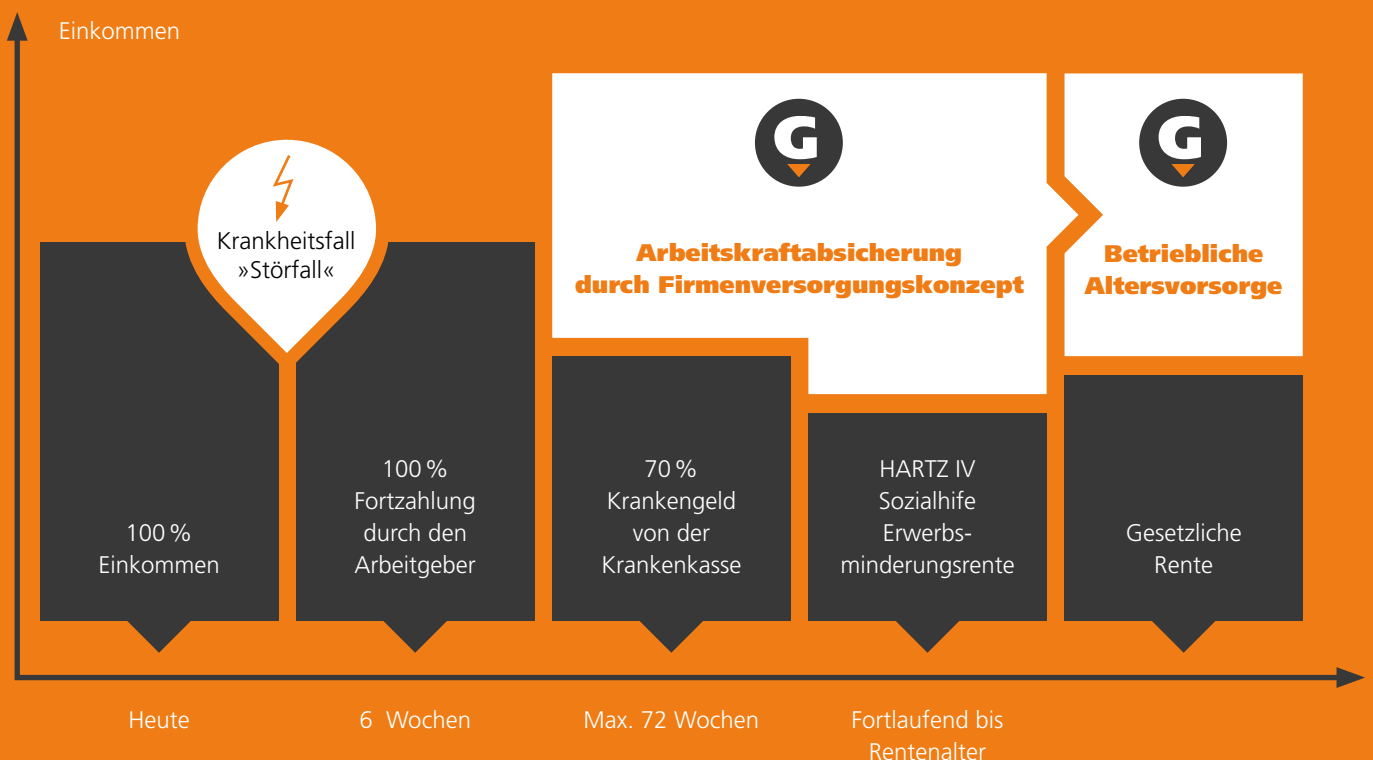 Einkommen
Krankheitsfall
»Störfall«
G
Arbeitskraftabsicherung
durch Firmenversorgungskonzept
G
Betriebliche
Altersvorsorge
100 %
Einkommen
100 %
Fortzahlung
durch den
Arbeitgeber
70 %
Krankengeld
von der
Krankenkasse
HARTZ IV
Sozialhife
Erwerbs-
minderungsrente
Gesetzliche
Rente
Heute
6 Wochen
Max. 72 Wochen
Fortlaufend bis
Rentenalter